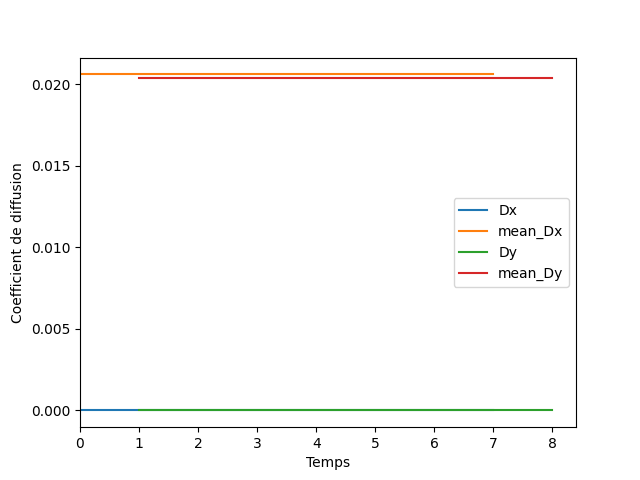 0.020
0.015
0.010
0.005
0.000
Coefficient de diffusion
Dx
mean_Dx
Dy
mean_Dy
0 1 2 3 4 5 6 7 8
Temps